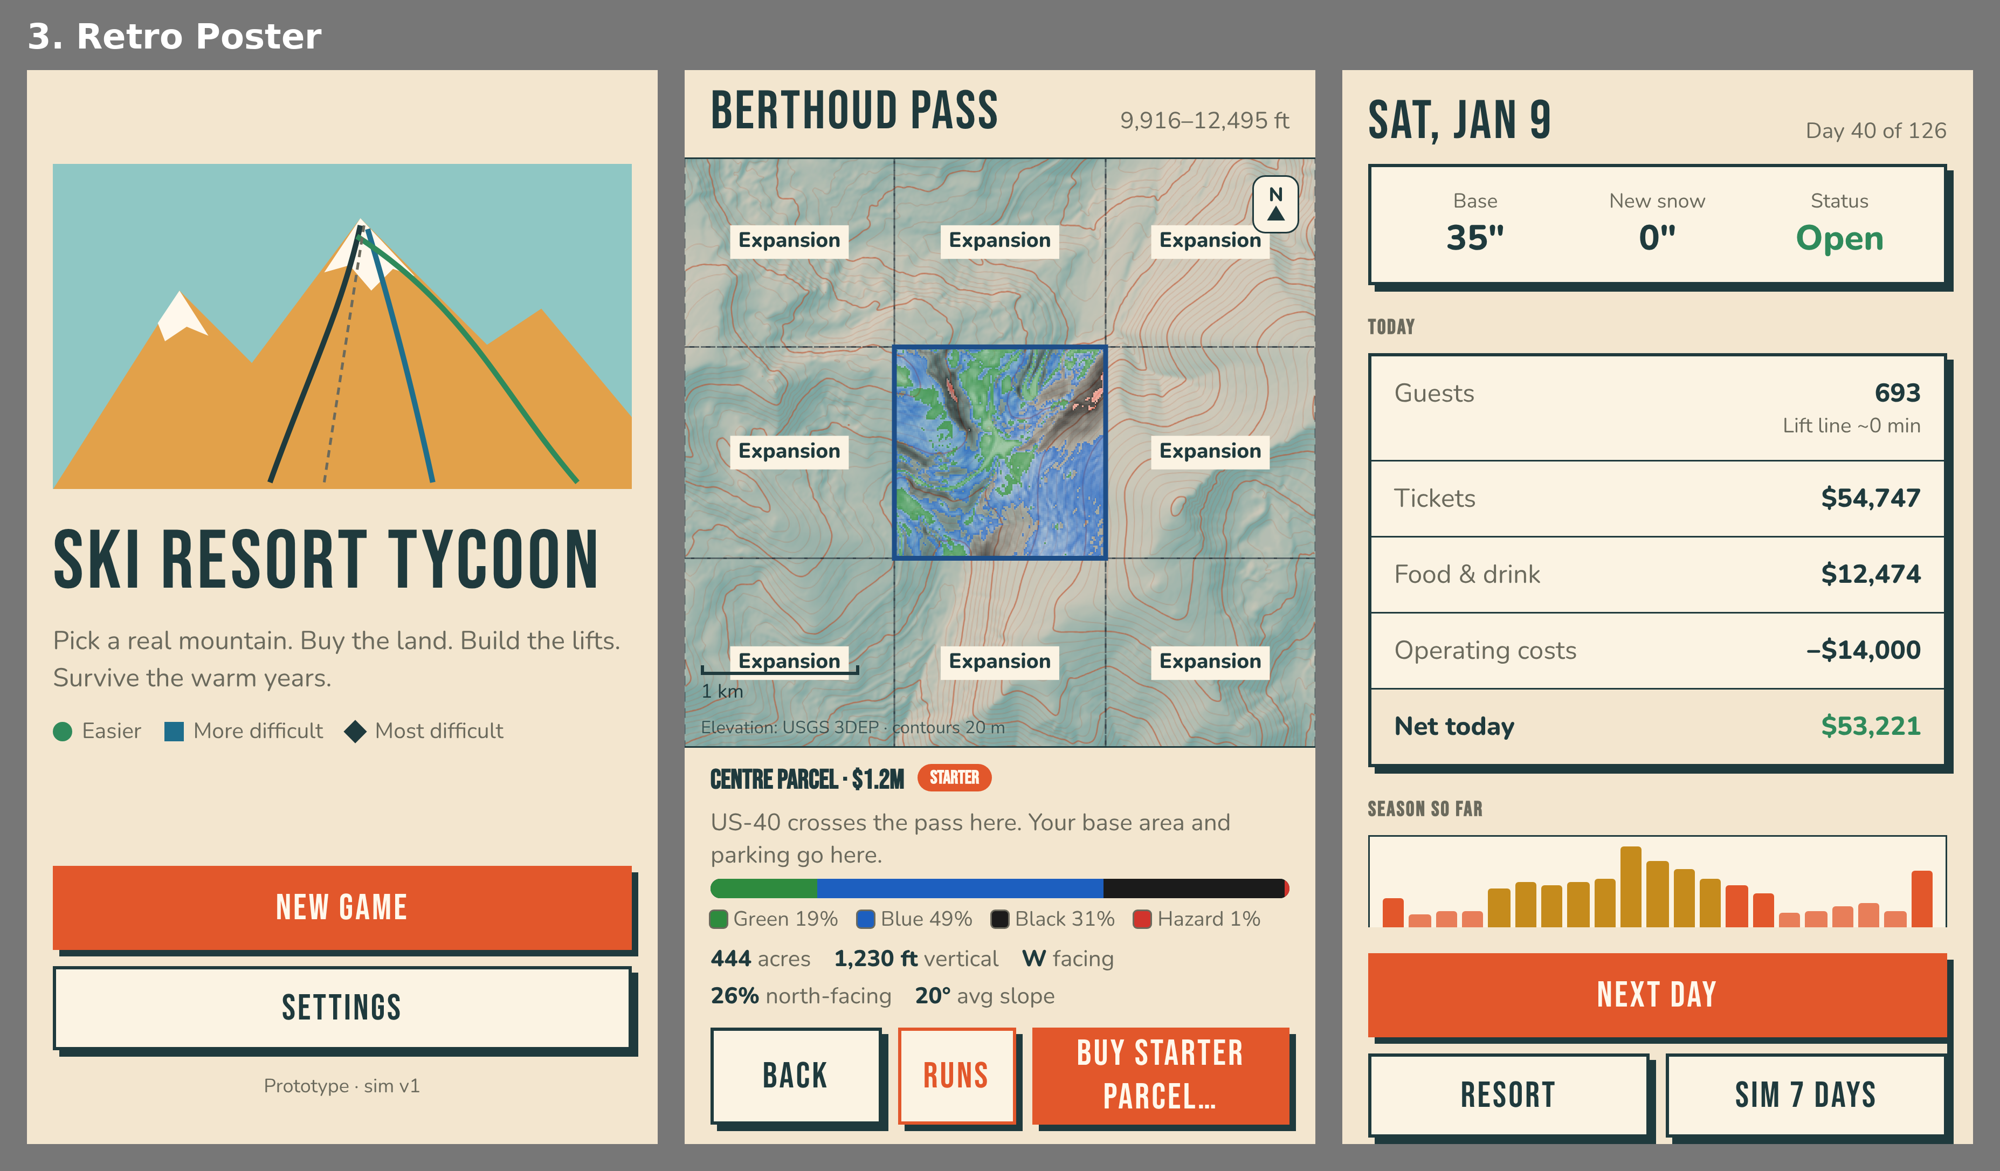 3. Retro Poster
SKI RESORT TYCOON
Pick a real mountain. Buy the land. Build the lifts.
Survive the warm years.
Easier More difficult Most difficult
NEW GAME
SETTINGS
Prototype · sim v1
BERTHOUD PASS 9,916–12,495 ft
N
Expansion Expansion Expansion
Expansion Expansion
Expansion Expansion Expansion
1 km
Elevation: USGS 3DEP · contours 20 m
CENTRE PARCEL · $1.2M STARTER
US-40 crosses the pass here. Your base area and
parking go here.
Green 19% Blue 49% Black 31% Hazard 1%
444 acres 1,230 ft vertical W facing
26% north-facing 20° avg slope
BACK RUNS BUY STARTER
PARCEL...
SAT, JAN 9 Day 40 of 126
Base New snow Status
35" 0" Open
TODAY
Guests 693
Lift line ~0 min
Tickets $54,747
Food & drink $12,474
Operating costs –$14,000
Net today $53,221
SEASON SO FAR
NEXT DAY
RESORT SIM 7 DAYS